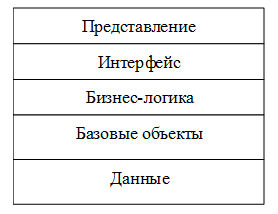 Представление
Интерфейс
Бизнес-логика
Базовые объекты
Данные